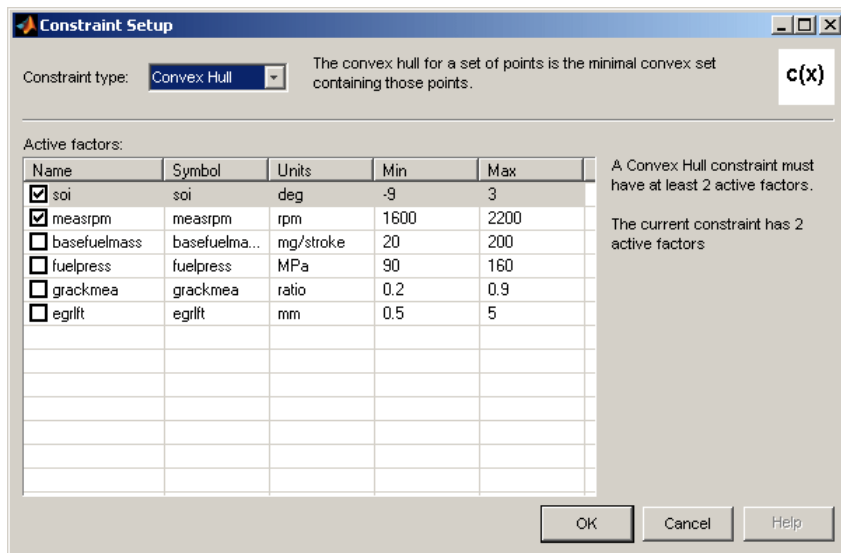 Constraint Setup
Constraint type: Convex Hull
The convex hull for a set of points is the minimal convex set
containing those points.
c(x)
Active factors:
Name Symbol Units Min Max
soi soi deg -9 3
measrpm measrpm rpm 1600 2200
basefuelmass basefuelma... mg/stroke 20 200
fuelpress fuelpress MPa 90 160
grackmea grackmea ratio 0.2 0.9
egrlft egrlft mm 0.5 5
A Convex Hull constraint must
have at least 2 active factors.
The current constraint has 2
active factors
OK Cancel Help